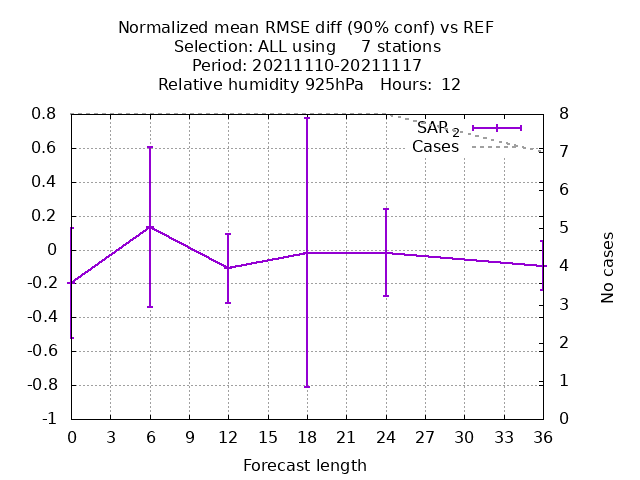 Normalized mean RMSE diff (90% conf) vs REF
Selection: ALL using     7 stations
Period: 20211110-20211117
Relative humidity 925hPa   Hours:  12
0.8
0.6
0.4
0.2
0
-0.2
-0.4
-0.6
-0.8
-1
8
7
6
5
4
3
2
1
0
SAR 2
Cases
No cases
0 3 6 9 12 15 18 21 24 27 30 33 36
Forecast length